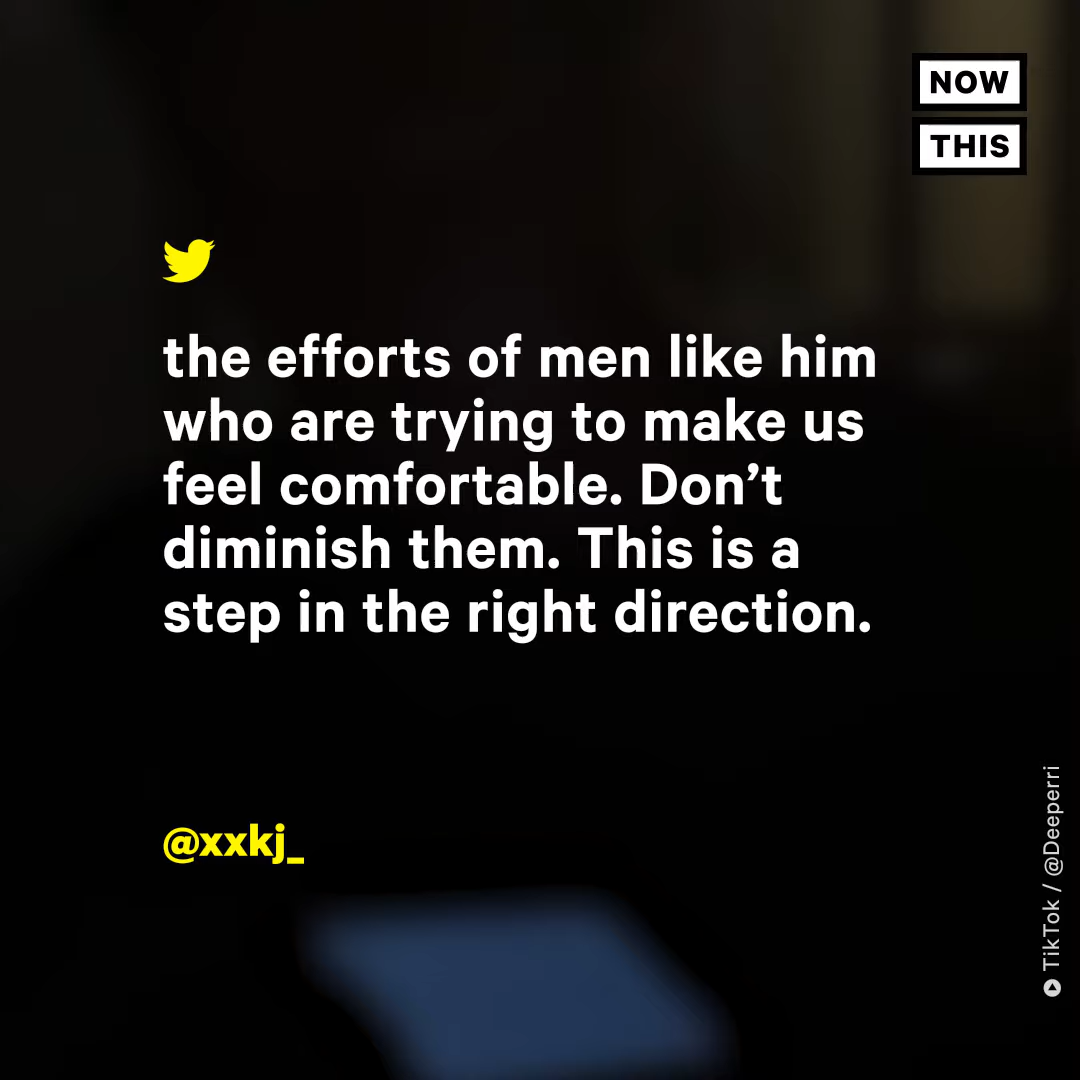 NOW
THIS
the efforts of men like him
who are trying to make us
feel comfortable. Don’t
diminish them. This is a
step in the right direction.
@xxkj_
TikTok / @Deeperri